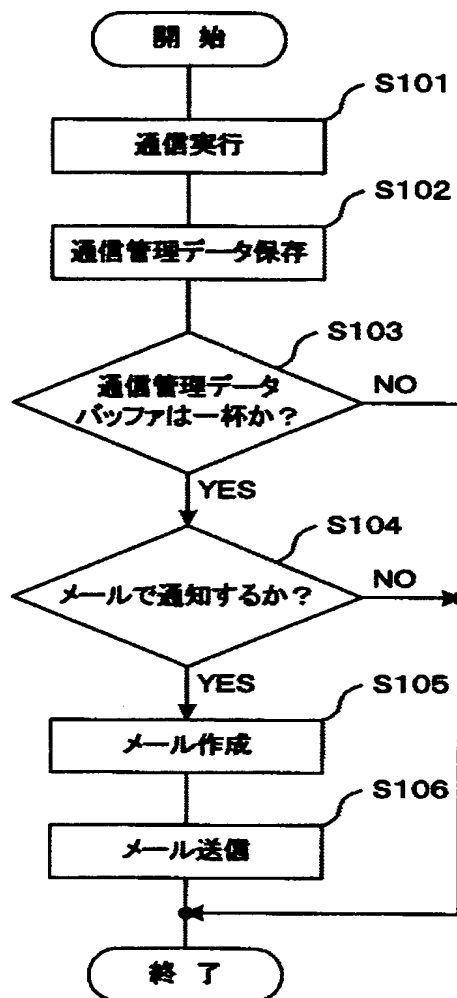 開 始
S101
通信実行
S102
通信管理データ保存
S103
通信管理データ
バッファは一杯か？
NO
YES
S104
メールで通知するか？
NO
YES
S105
メール作成
S106
メール送信
終 了